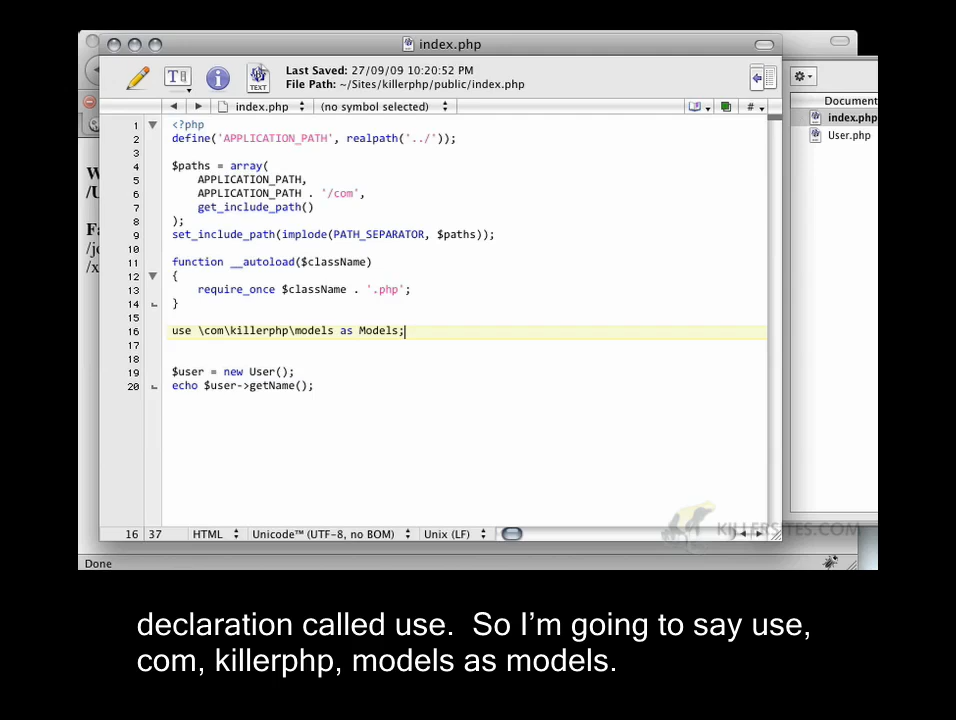 index.php
Last Saved: 27/09/09 10:20:52 PM
File Path: ~/Sites/killerphp/public/index.php
TEXT
index.php (no symbol selected) #
Document
index.php
User.php
1 <?php
2 define('APPLICATION_PATH', realpath('../'));
3
4 $paths = array(
5 APPLICATION_PATH,
6 APPLICATION_PATH . '/com',
7 get_include_path()
8 );
9 set_include_path(implode(PATH_SEPARATOR, $paths));
10
11 function __autoload($className)
12 {
13 require_once $className . '.php';
14 }
15
16 use \com\killerphp\models as Models;
17
18
19 $user = new User();
20 echo $user->getName();
16 37 HTML Unicode™ (UTF-8, no BOM) Unix (LF)
KILLERSITES.COM
Done
declaration called use. So I'm going to say use,
com, killerphp, models as models.